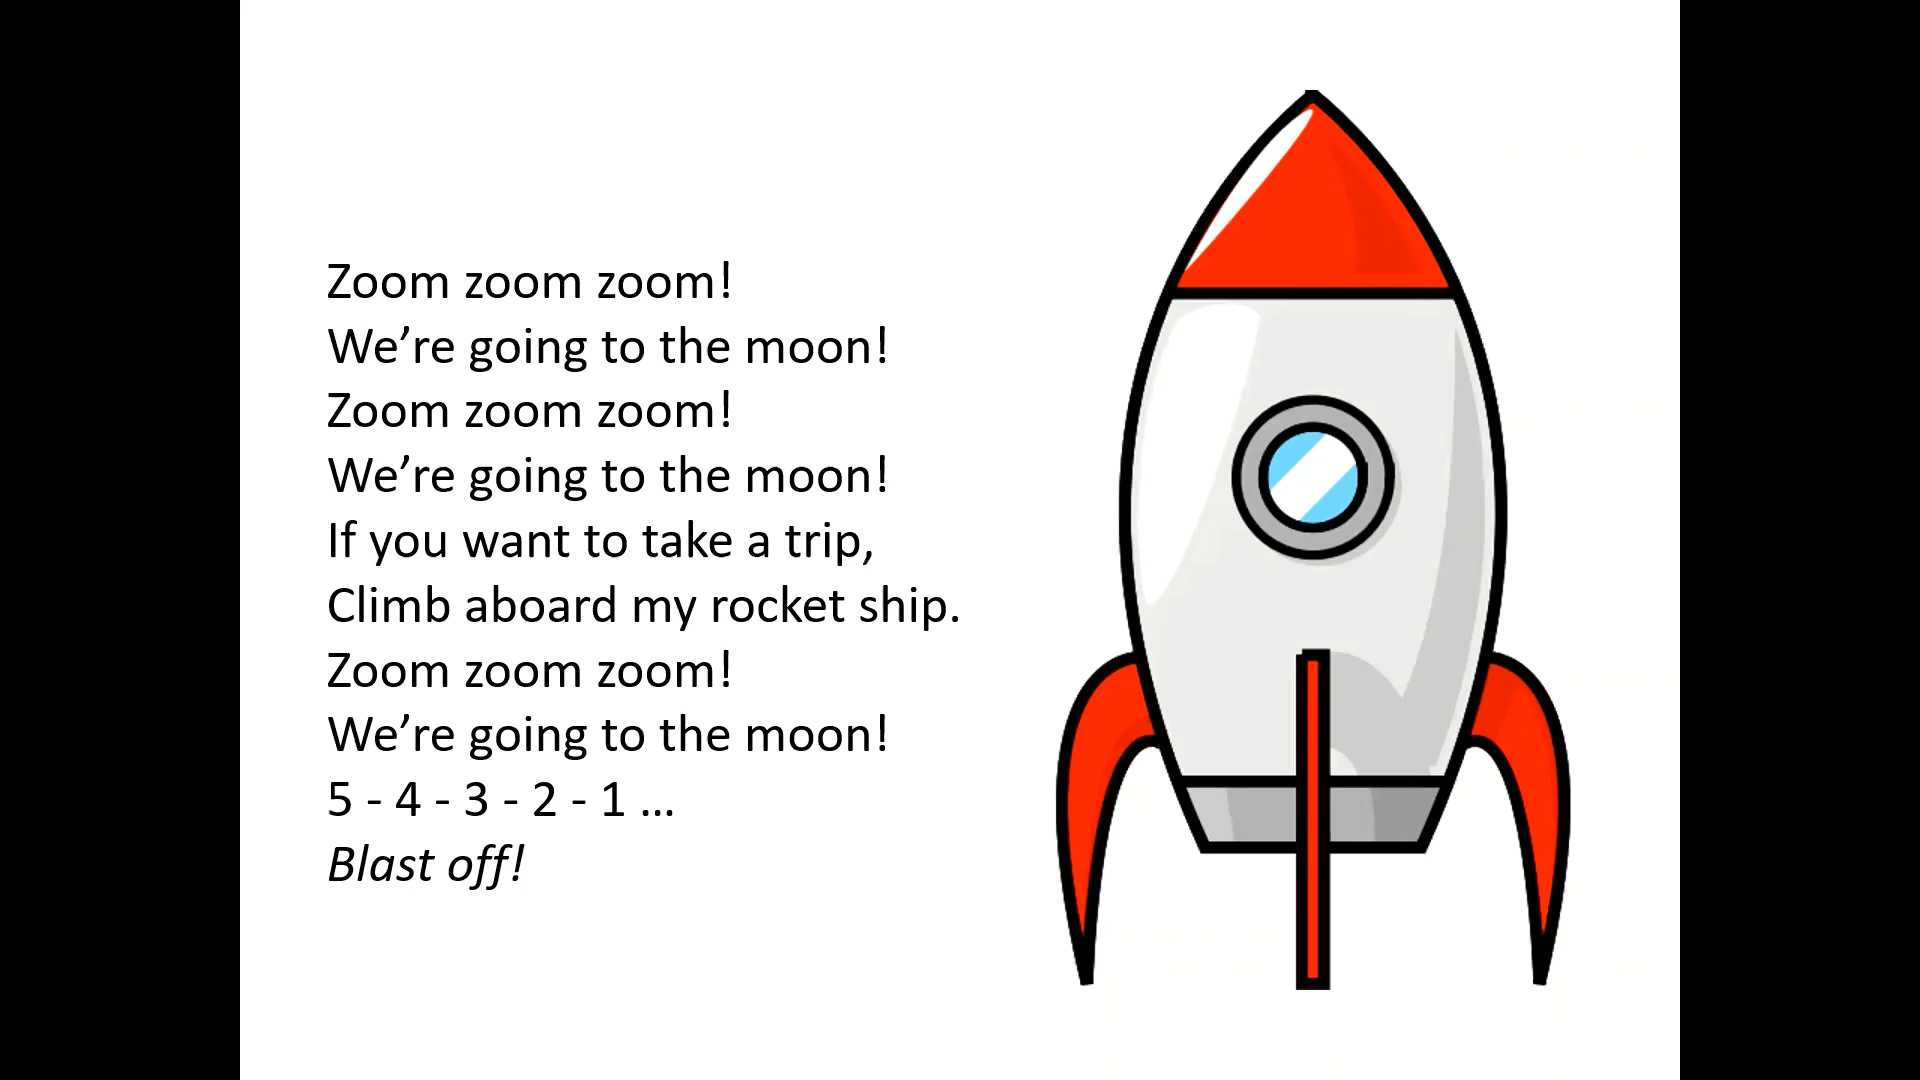 Zoom zoom zoom!
We’re going to the moon!
Zoom zoom zoom!
We’re going to the moon!
If you want to take a trip,
Climb aboard my rocket ship.
Zoom zoom zoom!
We’re going to the moon!
5 - 4 - 3 - 2 - 1 …
Blast off!